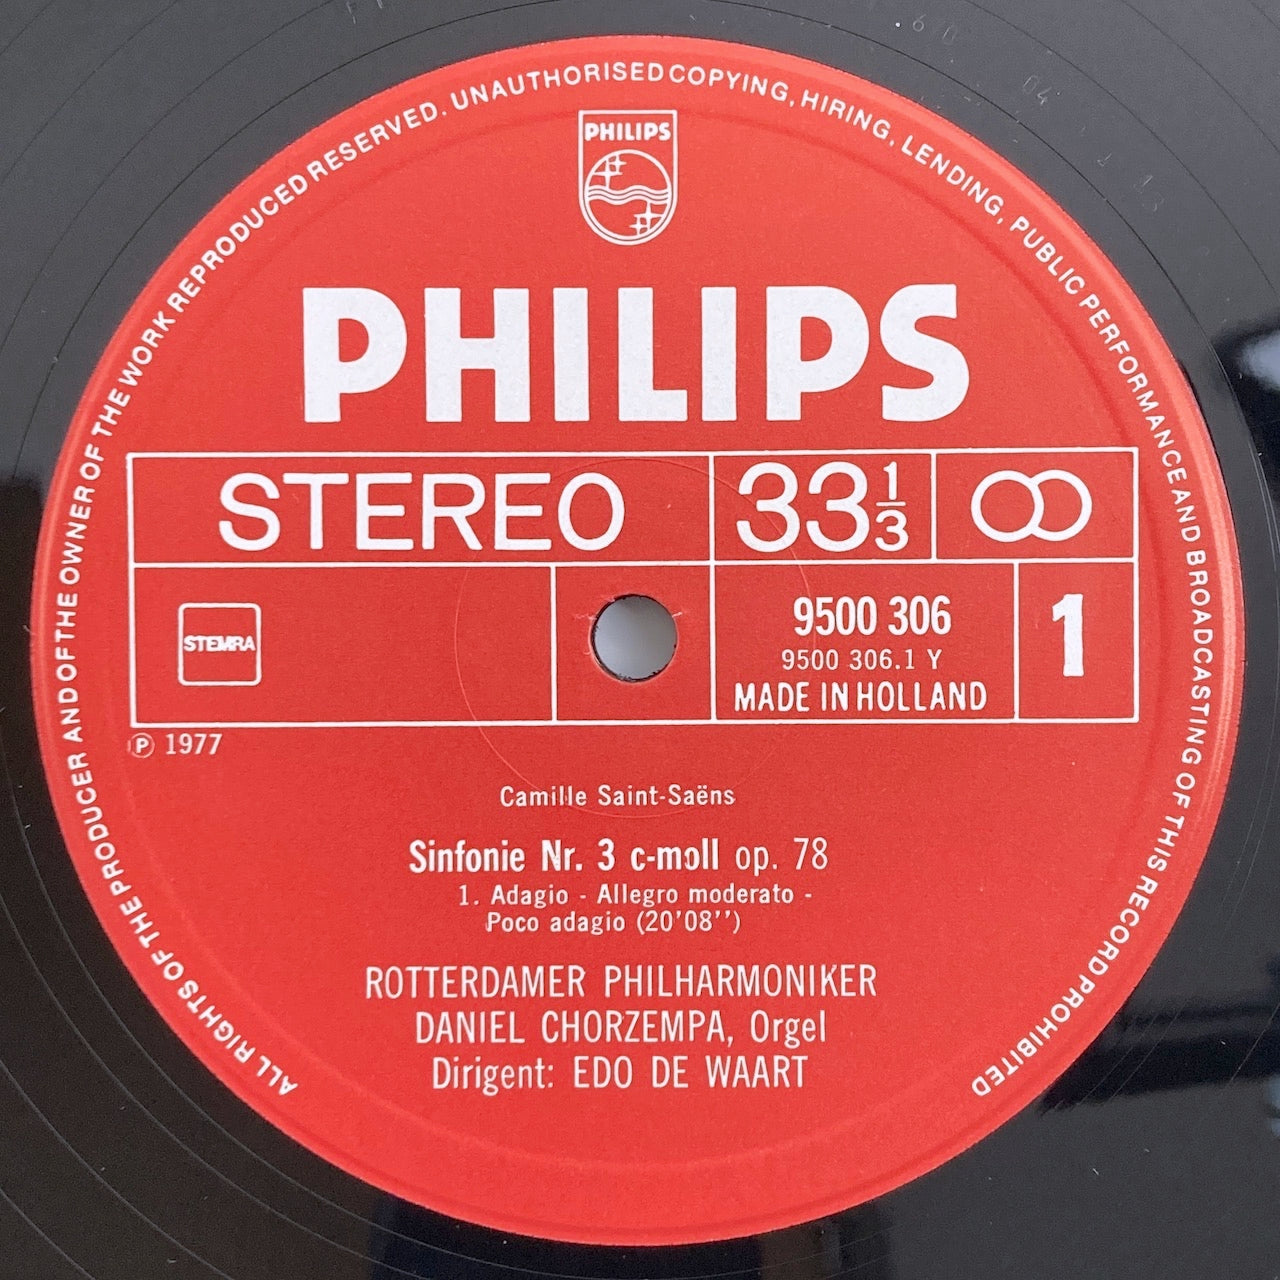 ALL RIGHTS OF THE PRODUCER AND OF THE OWNER OF THE WORK REPRODUCED RESERVED. UNAUTHORISED COPYING, HIRING, LENDING, PUBLIC PERFORMANCE AND BROADCASTING OF THIS RECORD PROHIBITED
PHILIPS
PHILIPS
STEREO 33 1/3
STEMRA
9500 306 1
9500 306.1 Y
MADE IN HOLLAND
℗ 1977
Camille Saint-Saëns
Sinfonie Nr. 3 c-moll op. 78
1. Adagio - Allegro moderato -
Poco adagio (20'08'')
ROTTERDAMER PHILHARMONIKER
DANIEL CHORZEMPA, Orgel
Dirigent: EDO DE WAART